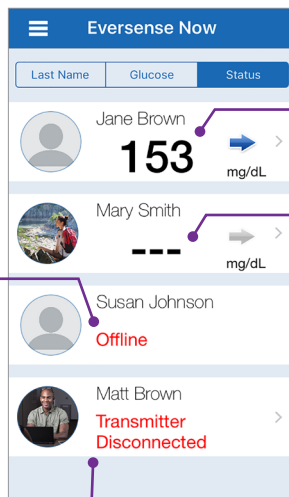 Eversense Now
Last Name Glucose Status
Jane Brown
153
mg/dL
Mary Smith
---
mg/dL
Susan Johnson
Offline
Matt Brown
Transmitter
Disconnected